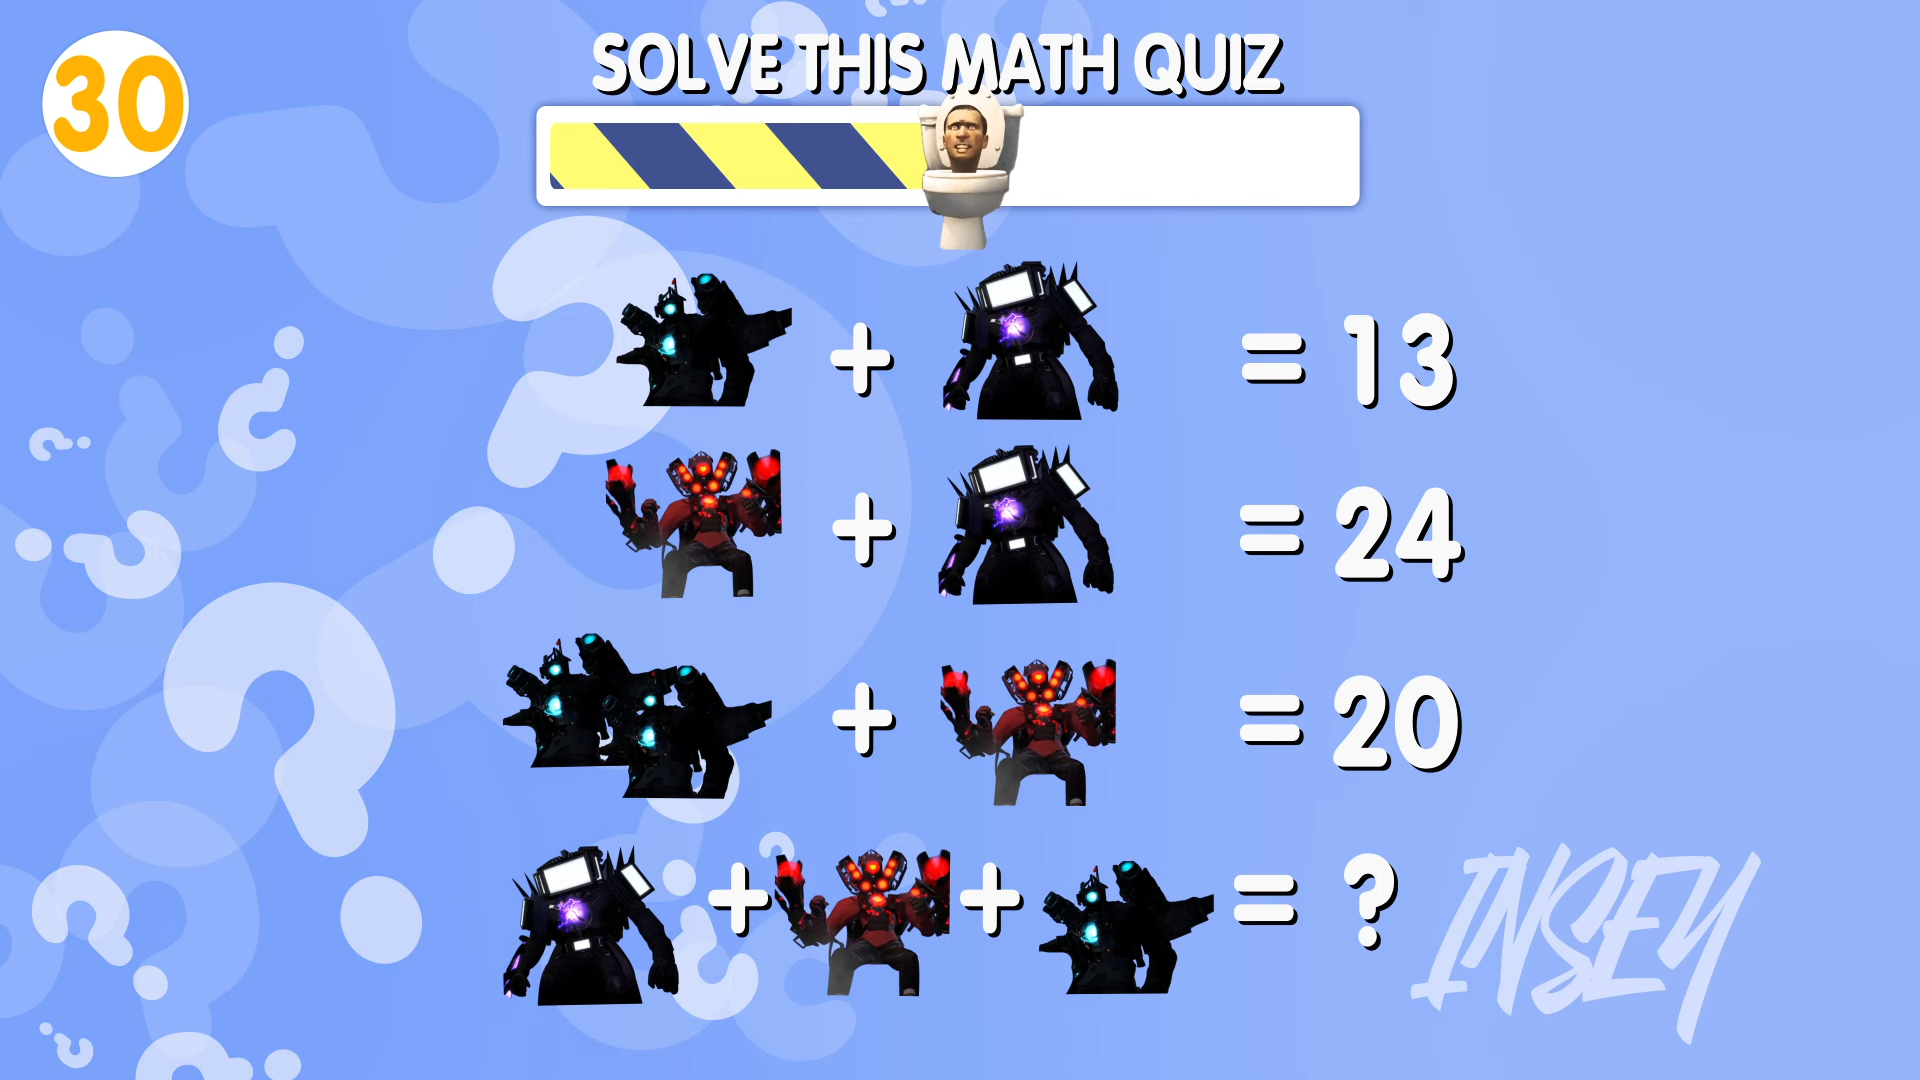 30
SOLVE THIS MATH QUIZ
+ = 13
+ = 24
+ = 20
+ + = ?
INSEY